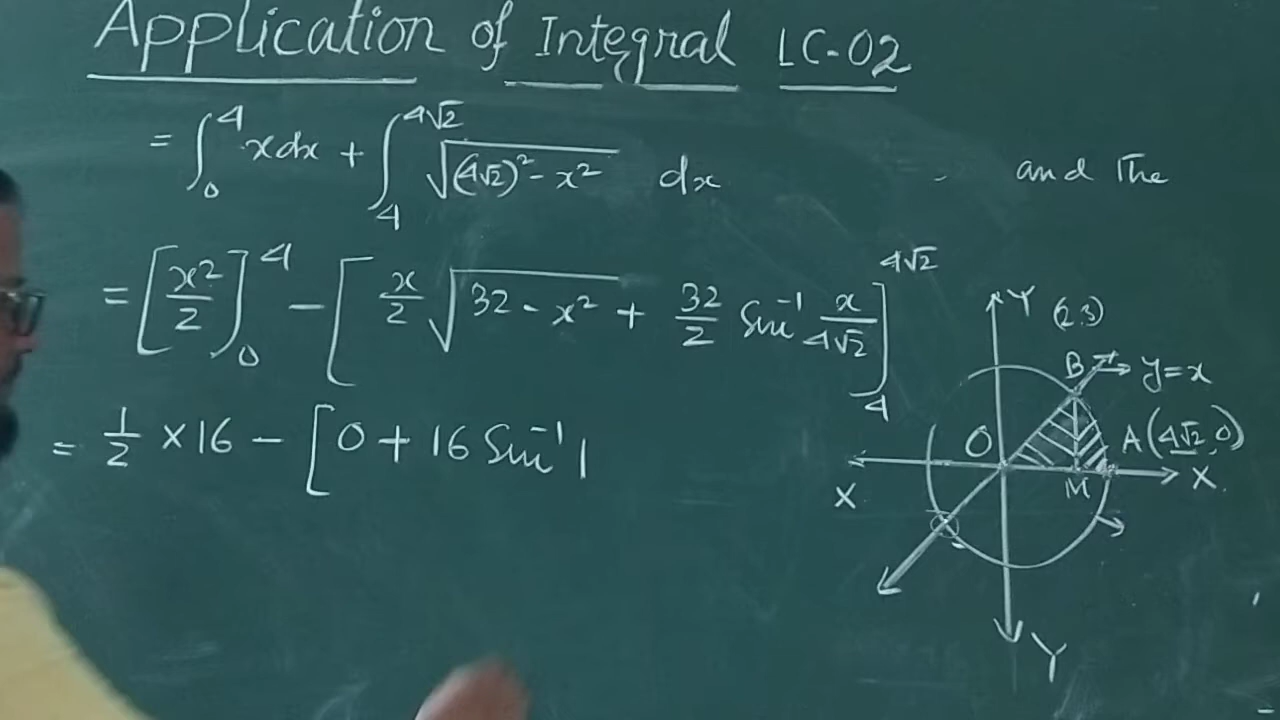 Application of Integral LC-02
= ∫₀⁴ x dx + ∫₄^{4√2} √((4√2)² - x²) dx
and The
= [x²/2]₀⁴ - [x/2 √(32 - x²) + 32/2 Sin⁻¹ x/4√2]₄^{4√2}
= 1/2 × 16 - [0 + 16 Sin⁻¹ 1
Y (2,3)
B y=x
O A (4√2, 0)
X M X
Y